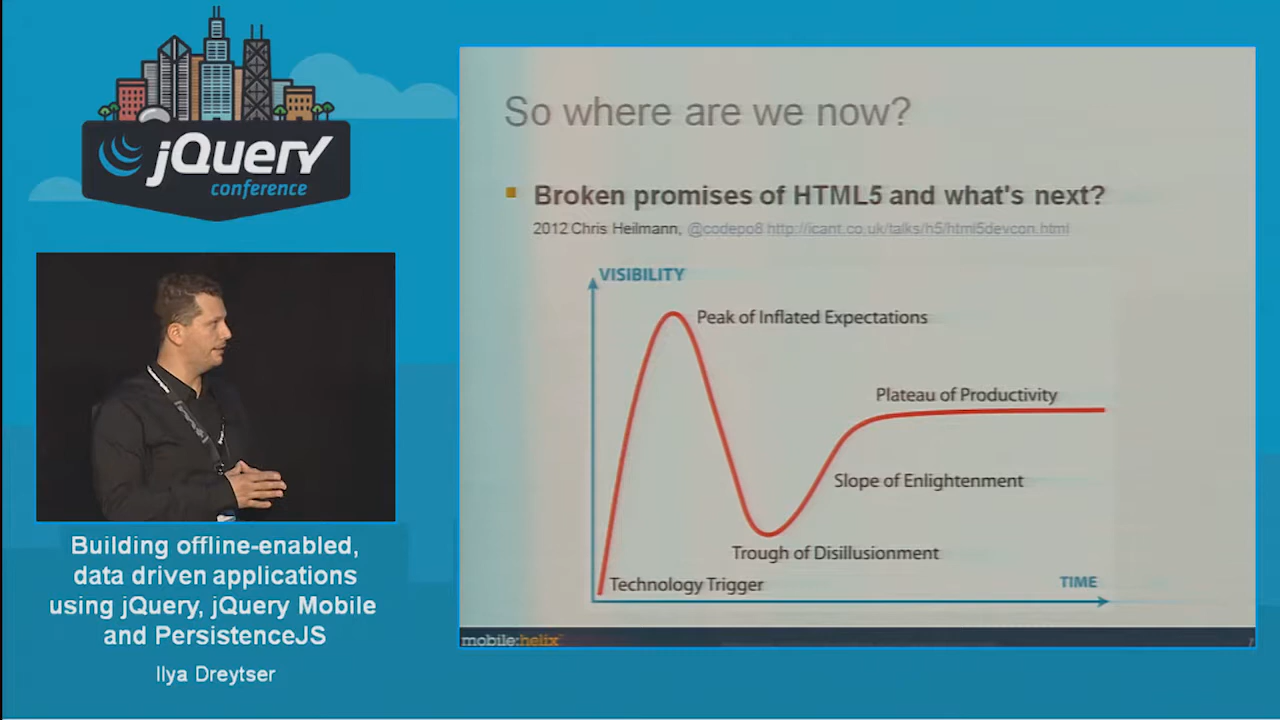 jQuery
conference
Building offline-enabled,
data driven applications
using jQuery, jQuery Mobile
and PersistenceJS
Ilya Dreytser
So where are we now?
Broken promises of HTML5 and what's next?
2012 Chris Heilmann, @codepo8 http://icant.co.uk/talks/h5/html5devcon.html
VISIBILITY
Peak of Inflated Expectations
Plateau of Productivity
Slope of Enlightenment
Trough of Disillusionment
Technology Trigger
TIME
mobile:helix